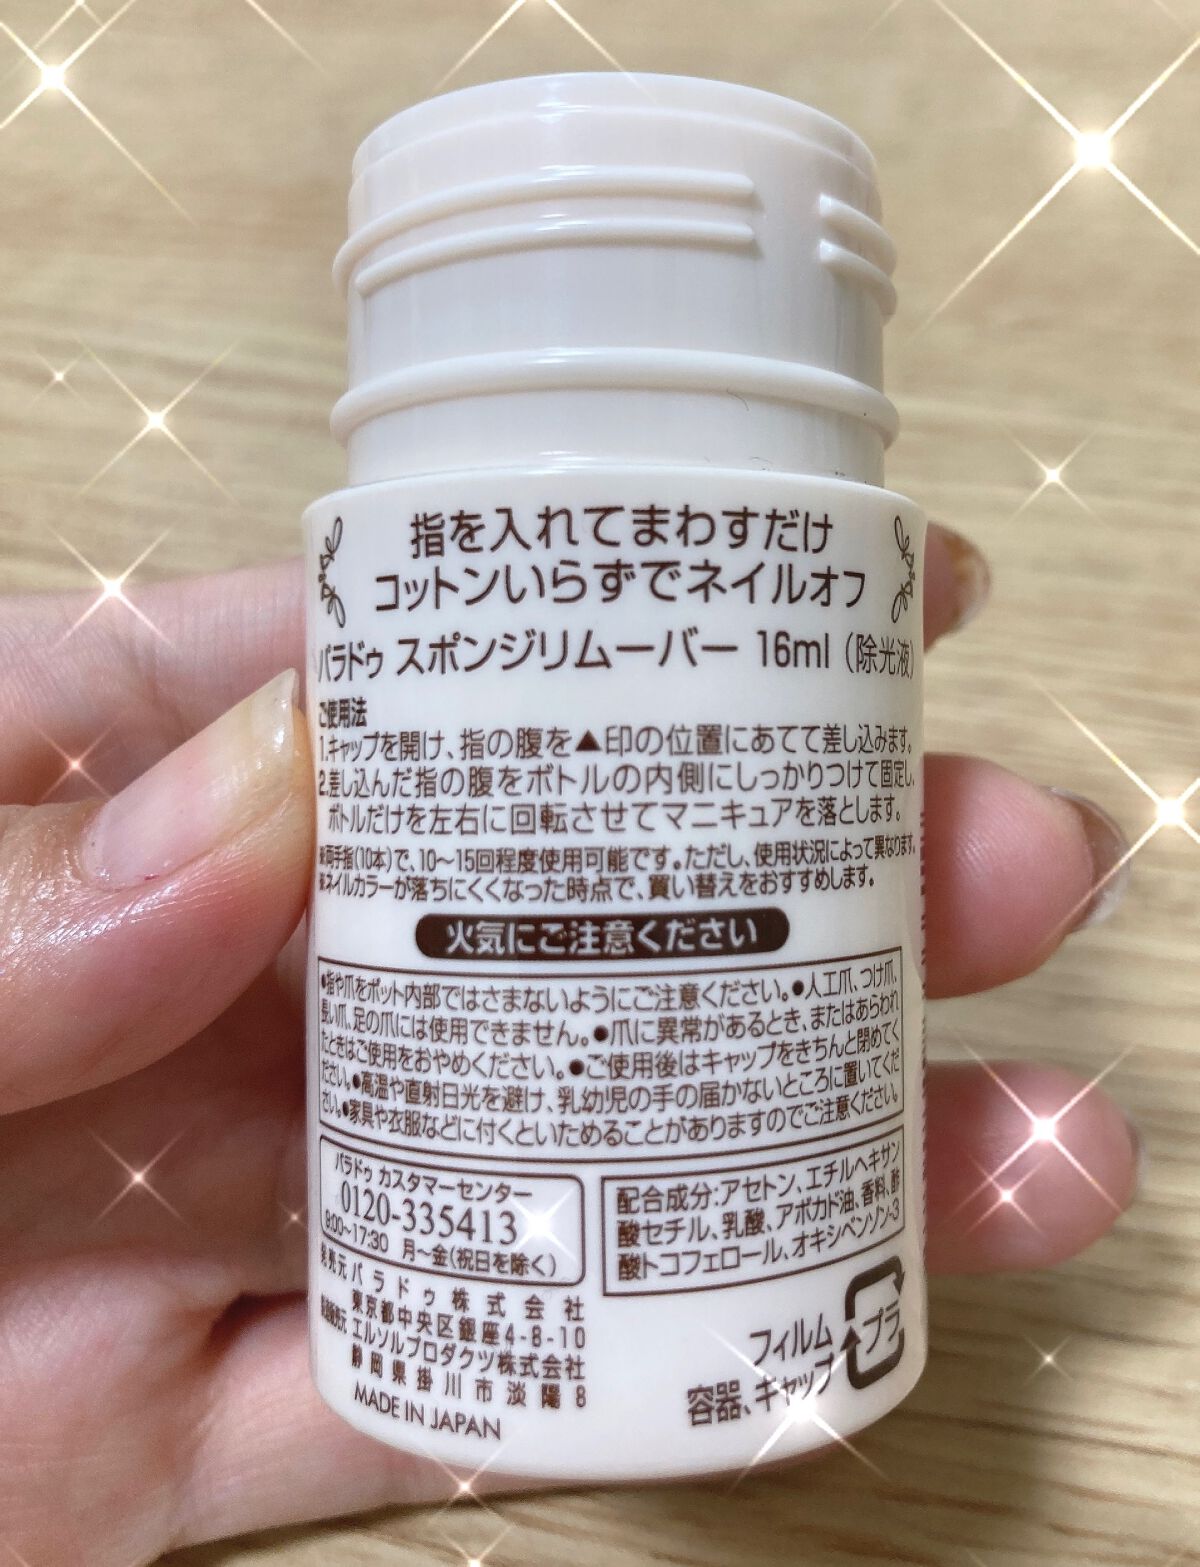 指を入れてまわすだけ
コットンいらずでネイルオフ
パラドゥ スポンジリムーバー 16ml (除光液)
ご使用法
1.キャップを開け、指の腹を▲印の位置にあてて差し込みます。
2.差し込んだ指の腹をボトルの内側にしっかりつけて固定し、
ボトルだけを左右に回転させてマニキュアを落とします。
※両手指(10本)で、10～15回程度使用可能です。ただし、使用状況によって異なります。
※ネイルカラーが落ちにくくなった時点で、買い替えをおすすめします。
火気にご注意ください
●指や爪をポット内部ではさまないようにご注意ください。●人工爪、つけ爪、
長い爪、足の爪には使用できません。●爪に異常があるとき、またはあらわれ
たときはご使用をおやめください。●ご使用後はキャップをきちんと閉めてく
ださい。●高温や直射日光を避け、乳幼児の手の届かないところに置いてくだ
さい。●家具や衣服などに付くといためることがありますのでご注意ください。
パラドゥ カスタマーセンター
0120-335413
9:00~17:30 月～金(祝日を除く)
配合成分:アセトン、エチルヘキサン
酸セチル、乳酸、アボカド油、香料、酢
酸トコフェロール、オキシベンゾン-3
発売元 パラドゥ株式会社
東京都中央区銀座4-8-10
製造販売元 エルソルプロダクツ株式会社
静岡県掛川市淡陽8
MADE IN JAPAN
プラ
フィルム
容器、キャップ